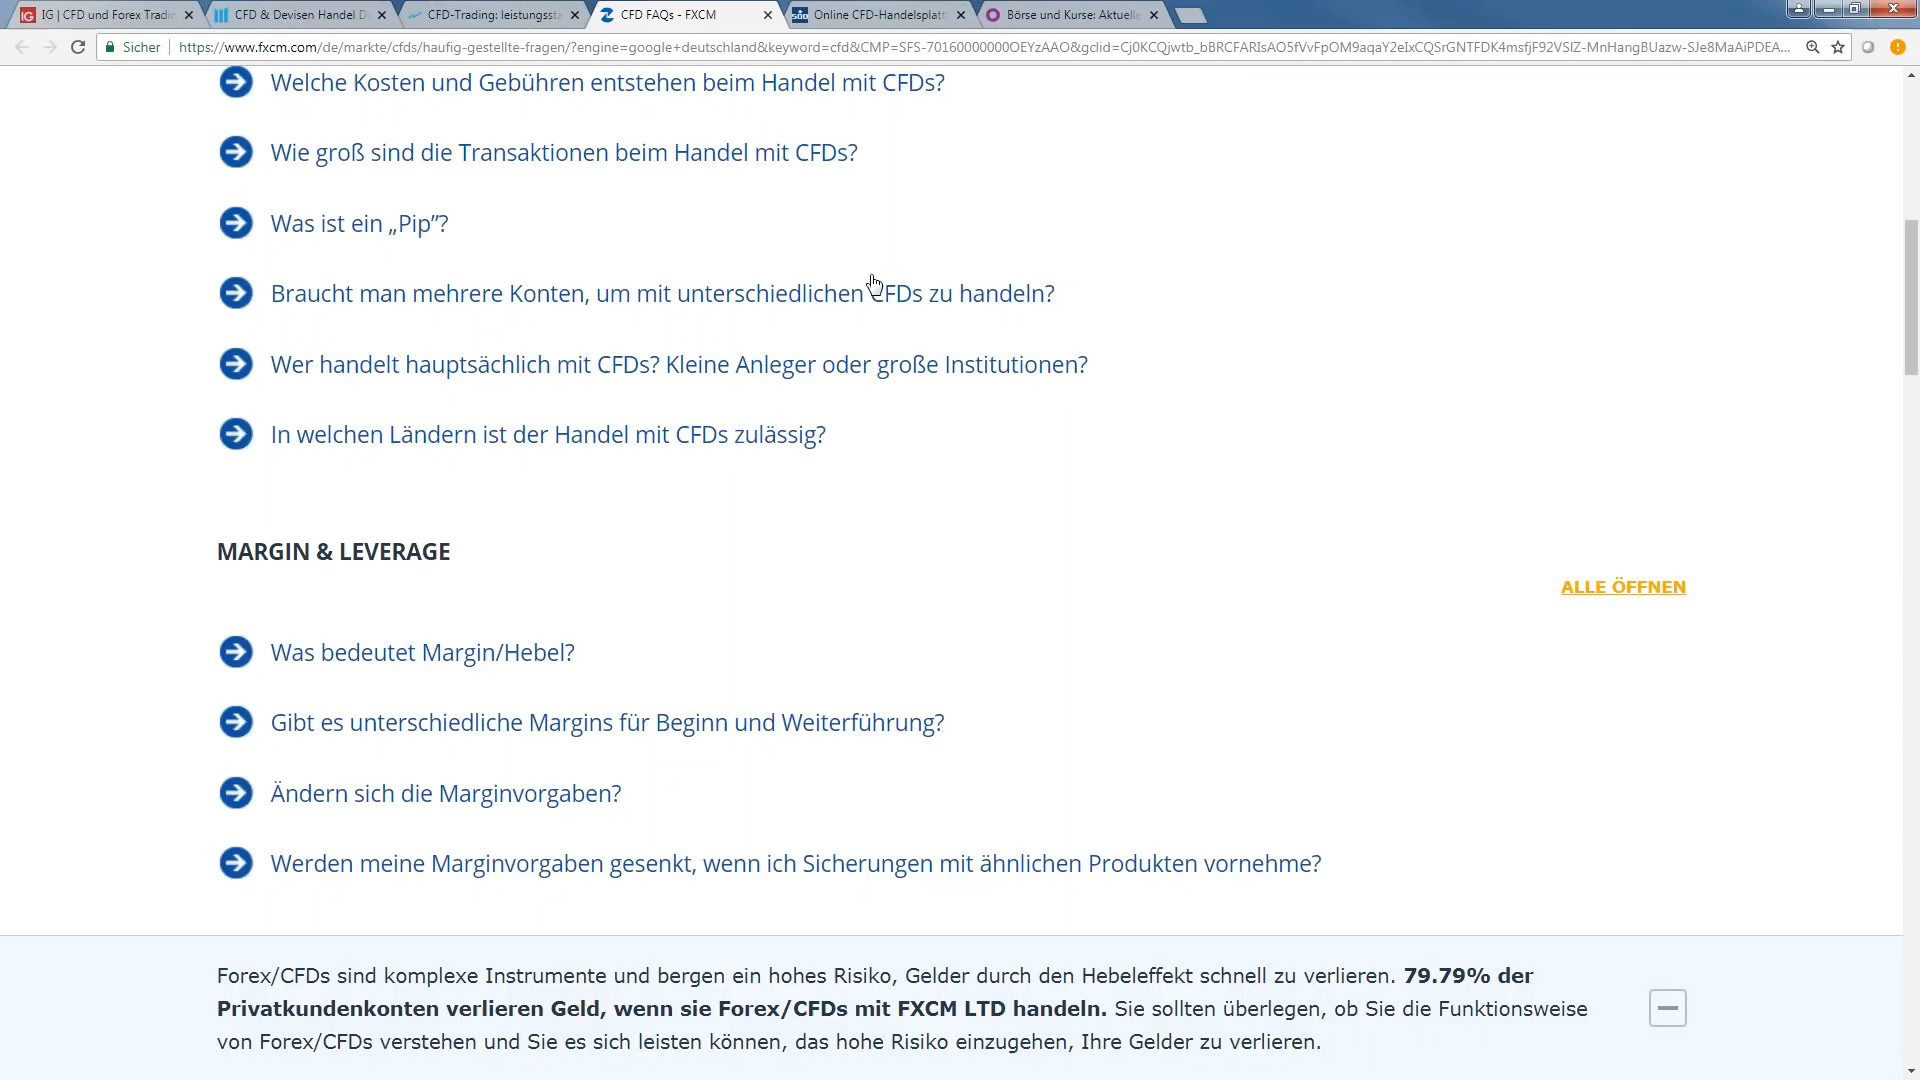 IG | CFD und Forex Tradin
CFD & Devisen Handel D
CFD-Trading: leistungssta
CFD FAQs - FXCM
Online CFD-Handelsplatt
Börse und Kurse: Aktuelle
Sicher
https://www.fxcm.com/de/markte/cfds/haufig-gestellte-fragen/?engine=google+deutschland&keyword=cfd&CMP=SFS-70160000000OEYzAAO&gclid=Cj0KCQjwtb_bBRCFARIsAO5fVvFpOM9aqaY2eIxCQSrGNTFDK4msfjF92VSIZ-MnHangBUazw-SJe8MaAiPDEA...
Welche Kosten und Gebühren entstehen beim Handel mit CFDs?
Wie groß sind die Transaktionen beim Handel mit CFDs?
Was ist ein „Pip”?
Braucht man mehrere Konten, um mit unterschiedlichen CFDs zu handeln?
Wer handelt hauptsächlich mit CFDs? Kleine Anleger oder große Institutionen?
In welchen Ländern ist der Handel mit CFDs zulässig?
MARGIN & LEVERAGE
ALLE ÖFFNEN
Was bedeutet Margin/Hebel?
Gibt es unterschiedliche Margins für Beginn und Weiterführung?
Ändern sich die Marginvorgaben?
Werden meine Marginvorgaben gesenkt, wenn ich Sicherungen mit ähnlichen Produkten vornehme?
Forex/CFDs sind komplexe Instrumente und bergen ein hohes Risiko, Gelder durch den Hebeleffekt schnell zu verlieren. 79.79% der
Privatkundenkonten verlieren Geld, wenn sie Forex/CFDs mit FXCM LTD handeln. Sie sollten überlegen, ob Sie die Funktionsweise
von Forex/CFDs verstehen und Sie es sich leisten können, das hohe Risiko einzugehen, Ihre Gelder zu verlieren.